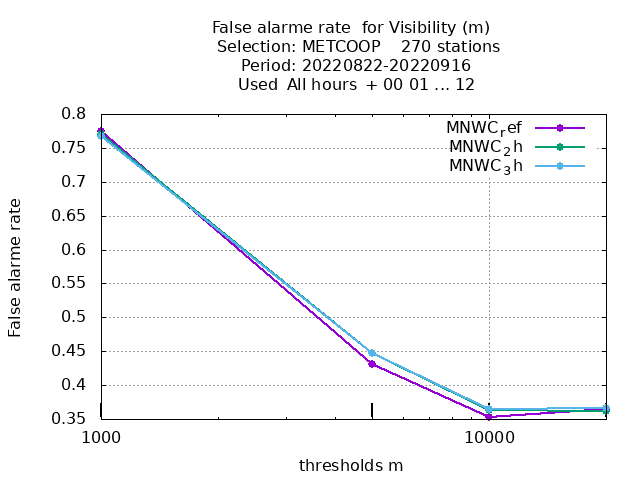 False alarme rate  for Visibility (m)
Selection: METCOOP    270 stations
Period: 20220822-20220916
Used  All hours  + 00 01 ... 12
0.8
0.75
0.7
0.65
0.6
0.55
0.5
0.45
0.4
0.35
False alarme rate
MNWC_ref
MNWC_2h
MNWC_3h
1000
10000
thresholds m